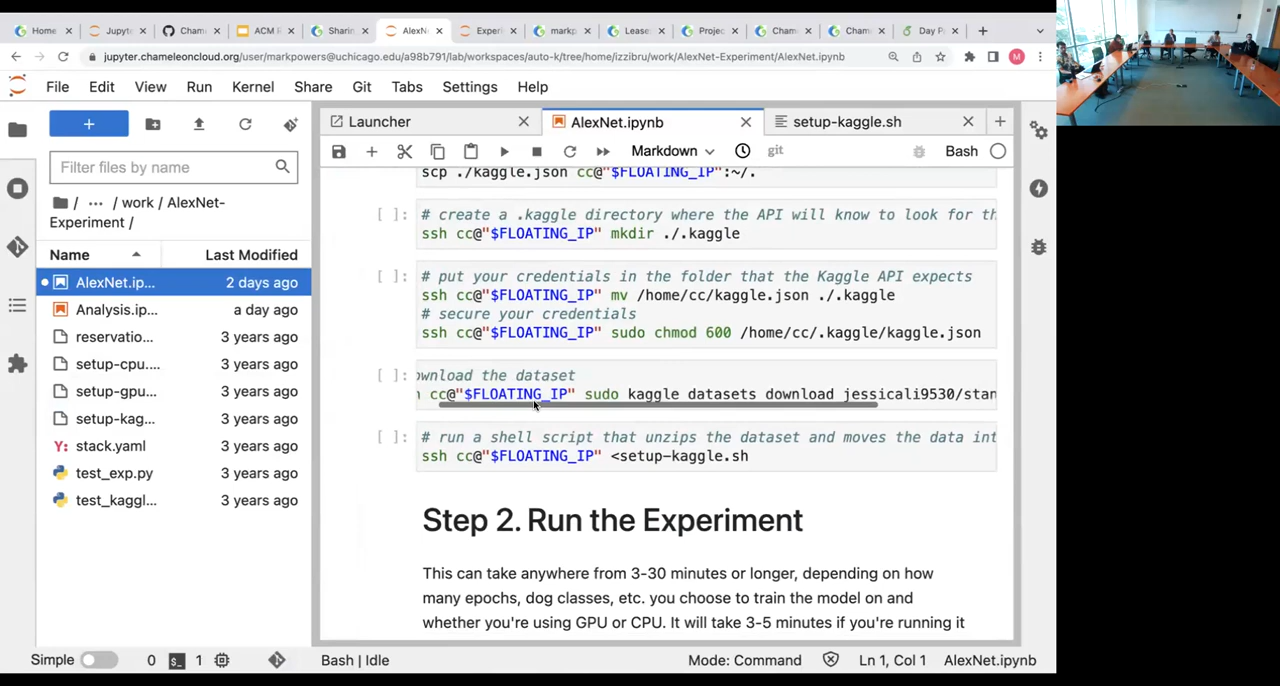 Home
Jupyte
Cham
ACM R
Sharin
AlexN
Experi
markp
Lease
Projec
Cham
Cham
Day P
jupyter.chameleoncloud.org/user/markpowers@uchicago.edu/a98b791/lab/workspaces/auto-k/tree/home/izzibru/work/AlexNet-Experiment/AlexNet.ipynb
M
File Edit View Run Kernel Share Git Tabs Settings Help
Launcher
AlexNet.ipynb
setup-kaggle.sh
Markdown
git
Bash
Filter files by name
/ ... / work / AlexNet-
Experiment /
Name Last Modified
AlexNet.ip... 2 days ago
Analysis.ip... a day ago
reservatio... 3 years ago
setup-cpu.... 3 years ago
setup-gpu... 3 years ago
setup-kag... 3 years ago
stack.yaml 3 years ago
test_exp.py 3 years ago
test_kaggl... 3 years ago
scp ./kaggle.json cc@"$FLOATING_IP":~/.
[ ]: # create a .kaggle directory where the API will know to look for th
ssh cc@"$FLOATING_IP" mkdir ./.kaggle
[ ]: # put your credentials in the folder that the Kaggle API expects
ssh cc@"$FLOATING_IP" mv /home/cc/kaggle.json ./.kaggle
# secure your credentials
ssh cc@"$FLOATING_IP" sudo chmod 600 /home/cc/.kaggle/kaggle.json
[ ]: ownload the dataset
h cc@"$FLOATING_IP" sudo kaggle datasets download jessicali9530/stan
[ ]: # run a shell script that unzips the dataset and moves the data int
ssh cc@"$FLOATING_IP" <setup-kaggle.sh
Step 2. Run the Experiment
This can take anywhere from 3-30 minutes or longer, depending on how
many epochs, dog classes, etc. you choose to train the model on and
whether you're using GPU or CPU. It will take 3-5 minutes if you're running it
Simple 0 1 Bash | Idle Mode: Command Ln 1, Col 1 AlexNet.ipynb